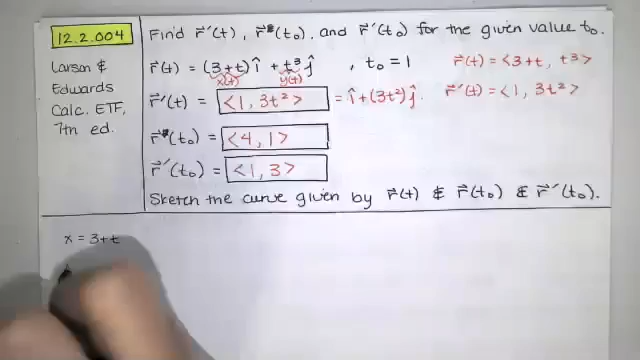 12.2.004
Larson &
Edwards
Calc. ETF,
7th ed.
Find r⃗′(t), r⃗(t₀), and r⃗′(t₀) for the given value t₀.
r⃗(t) = (3+t)î + t³ĵ , t₀ = 1
x(t) y(t)
r⃗(t) = <3+t, t³>
r⃗′(t) = <1, 3t²> = î+(3t²)ĵ.
r⃗′(t) = <1, 3t²>
r⃗(t₀) = <4, 1>
r⃗′(t₀) = <1, 3>
Sketch the curve given by r⃗(t) & r⃗(t₀) & r⃗′(t₀).
x = 3+t